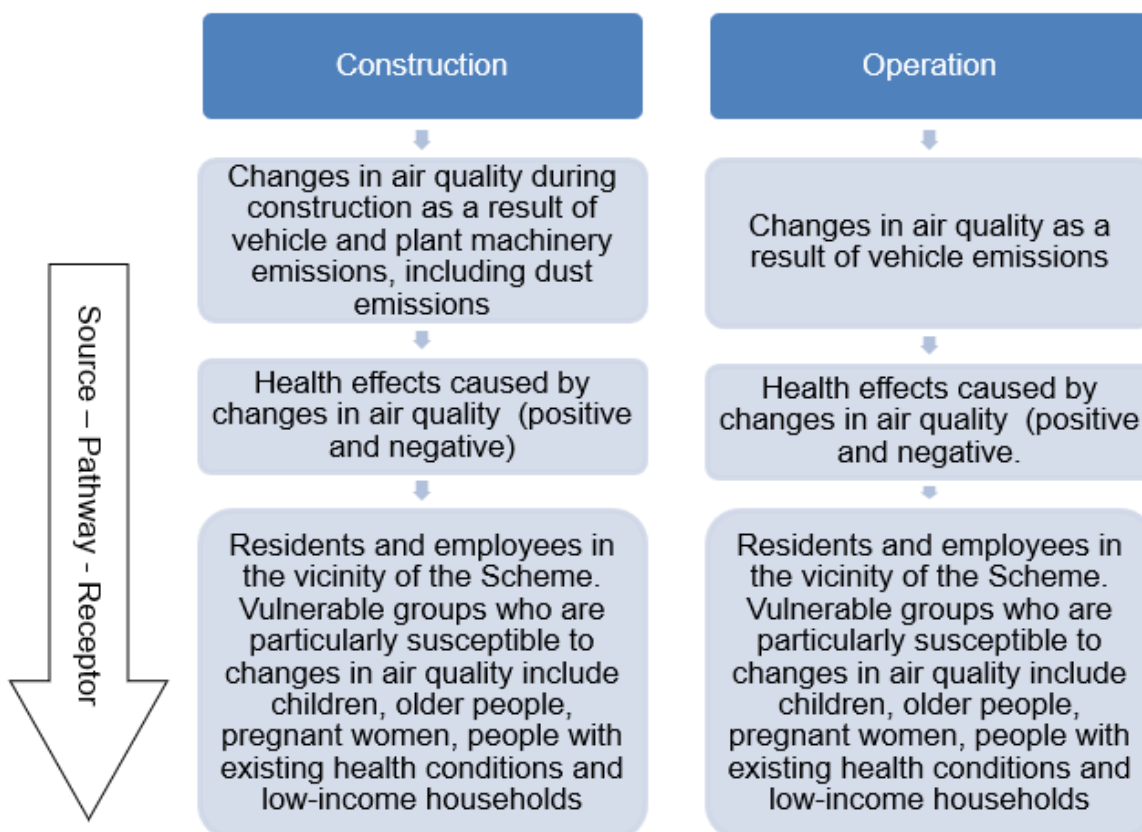 Construction
Changes in air quality during
construction as a result of
vehicle and plant machinery
emissions, including dust
emissions
Health effects caused by
changes in air quality  (positive
and negative)
Residents and employees in
the vicinity of the Scheme.
Vulnerable groups who are
particularly susceptible to
changes in air quality include
children, older people,
pregnant women, people with
existing health conditions and
low-income households
Operation
Changes in air quality as a
result of vehicle emissions
Health effects caused by
changes in air quality  (positive
and negative.
Residents and employees in
the vicinity of the Scheme.
Vulnerable groups who are
particularly susceptible to
changes in air quality include
children, older people,
pregnant women, people with
existing health conditions and
low-income households
Source – Pathway - Receptor